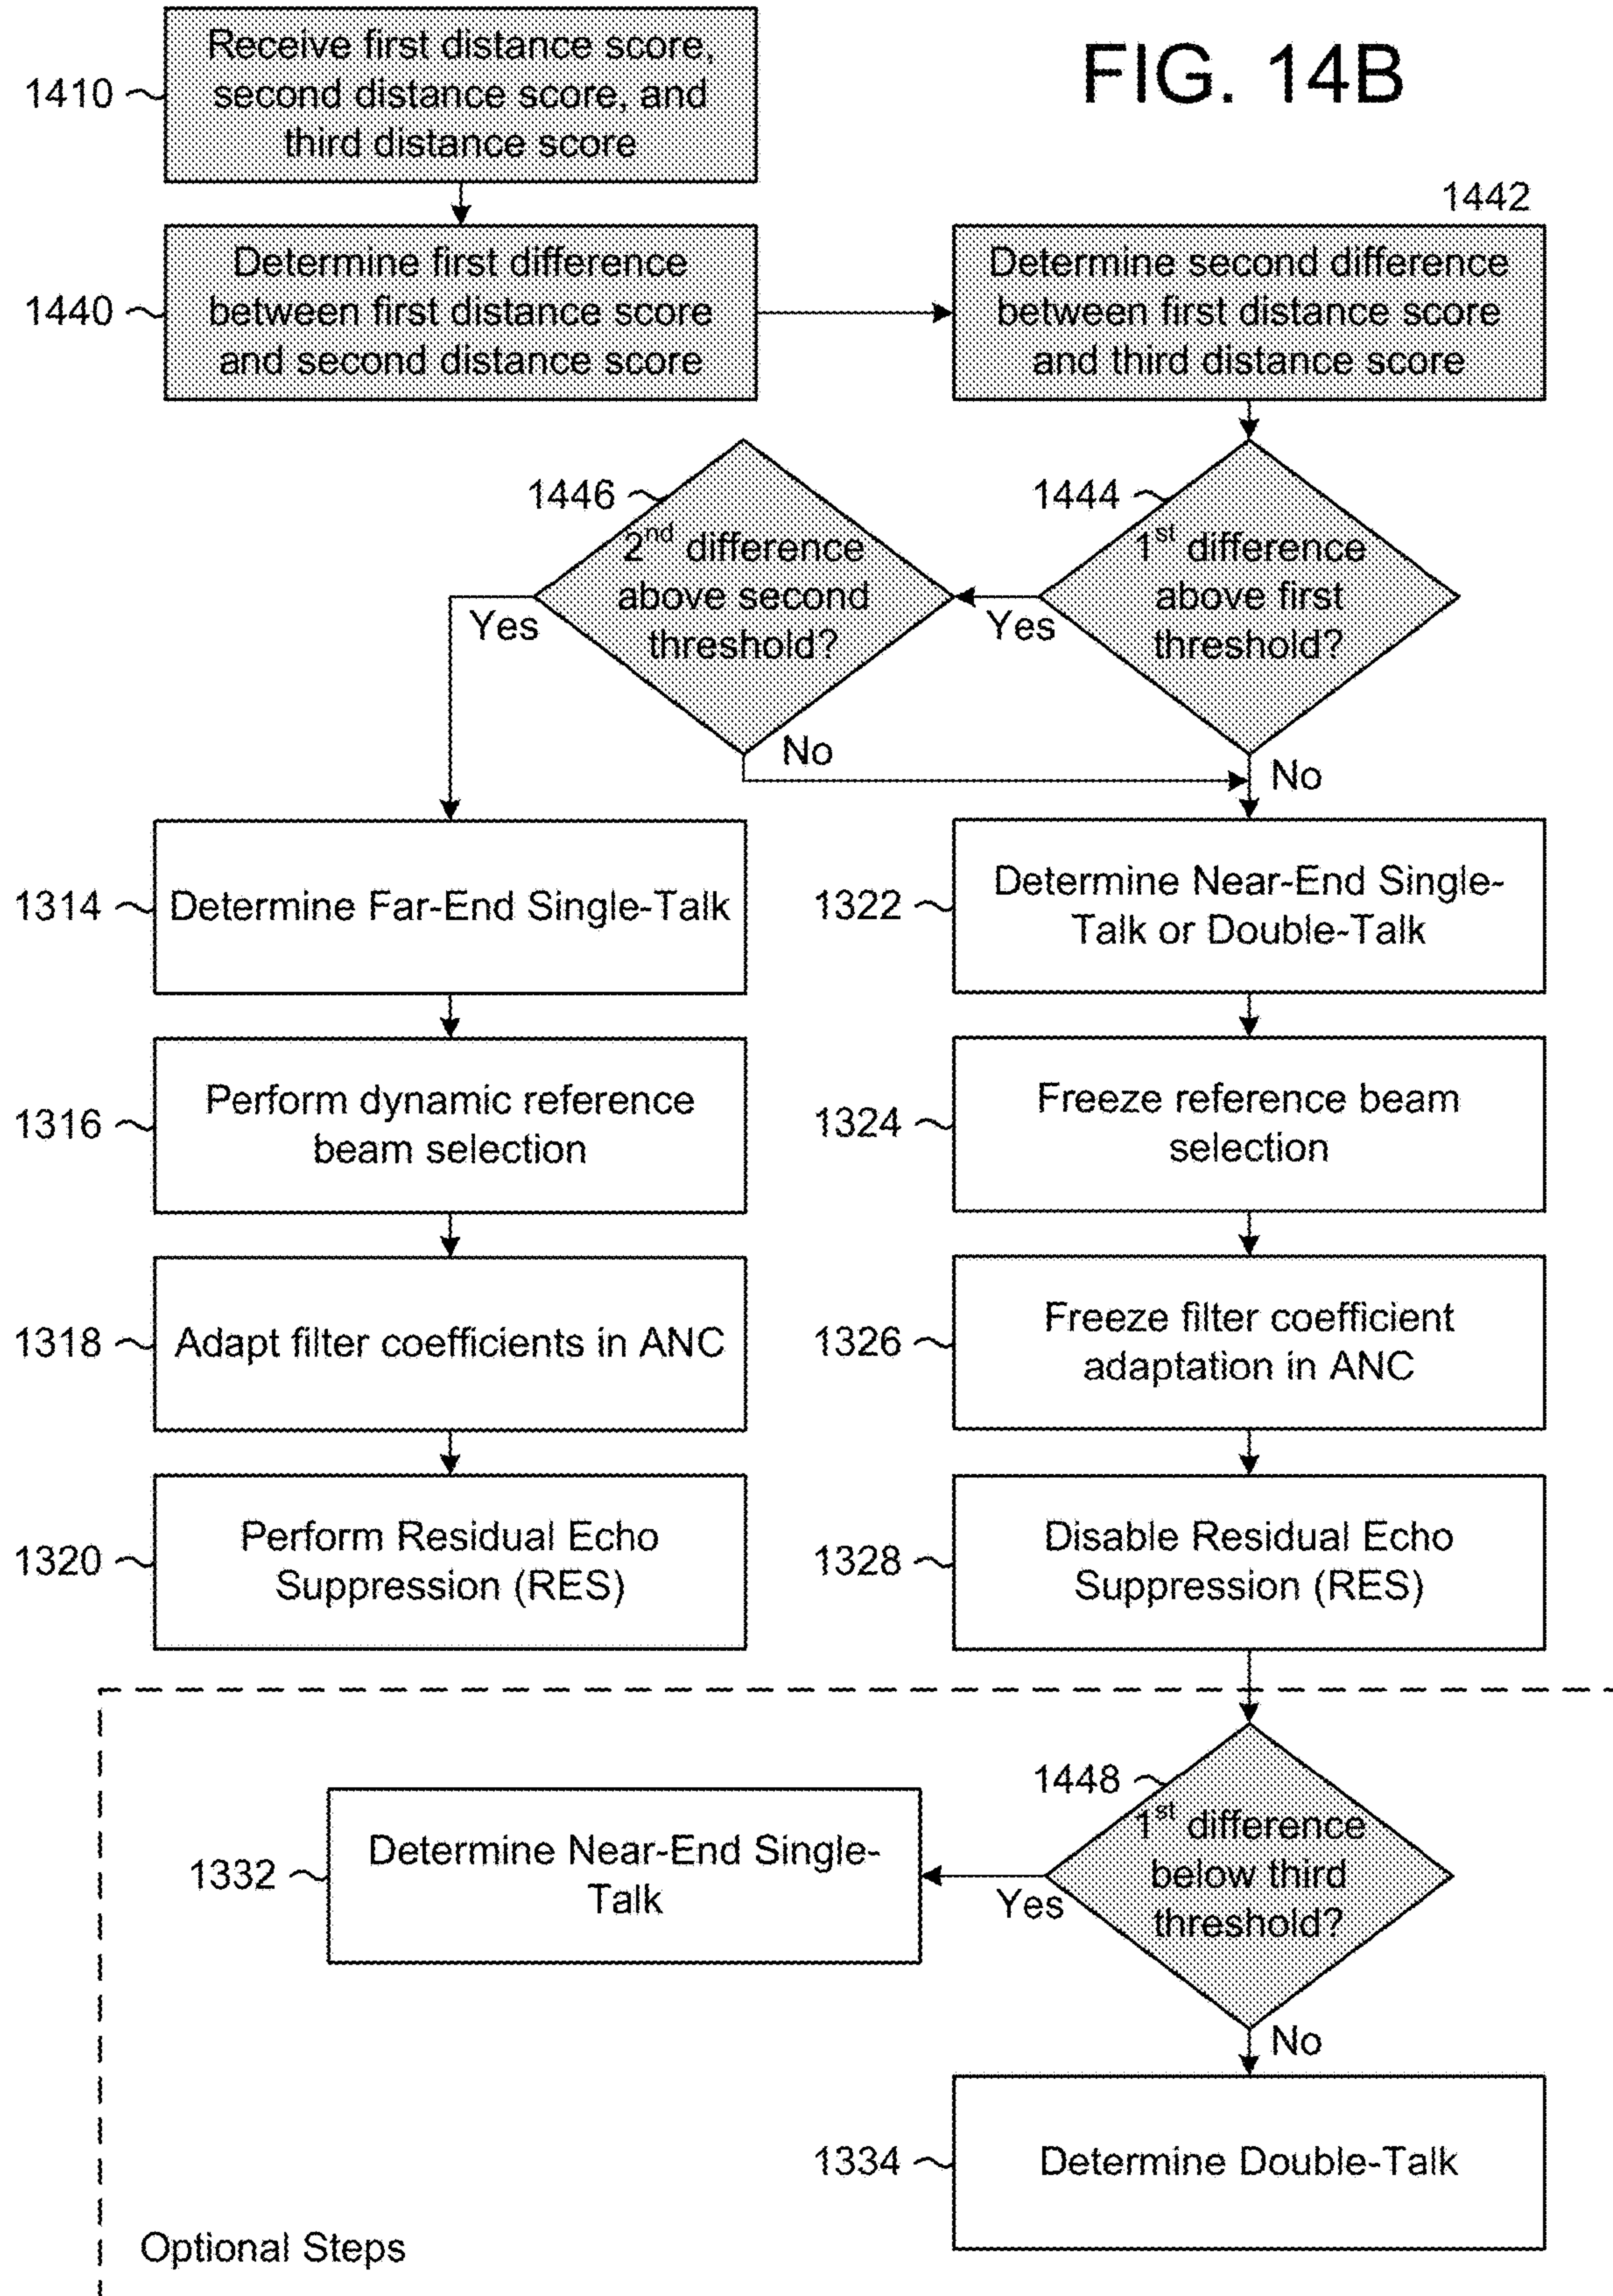 FIG. 14B
1410
Receive first distance score,
second distance score, and
third distance score
1440
Determine first difference
between first distance score
and second distance score
1442
Determine second difference
between first distance score
and third distance score
1444
1st difference
above first
threshold?
Yes
No
1446
2nd difference
above second
threshold?
Yes
No
1314
Determine Far-End Single-Talk
1316
Perform dynamic reference
beam selection
1318
Adapt filter coefficients in ANC
1320
Perform Residual Echo
Suppression (RES)
1322
Determine Near-End Single-
Talk or Double-Talk
1324
Freeze reference beam
selection
1326
Freeze filter coefficient
adaptation in ANC
1328
Disable Residual Echo
Suppression (RES)
1448
1st difference
below third
threshold?
Yes
No
1332
Determine Near-End Single-
Talk
1334
Determine Double-Talk
Optional Steps